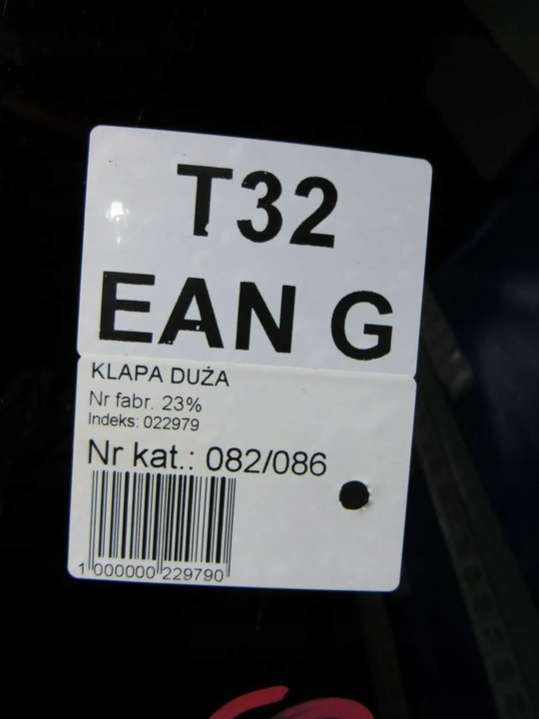 T32
EAN G
KLAPA DUŻA
Nr fabr. 23%
Indeks: 022979
Nr kat.: 082/086
1 000000 229790